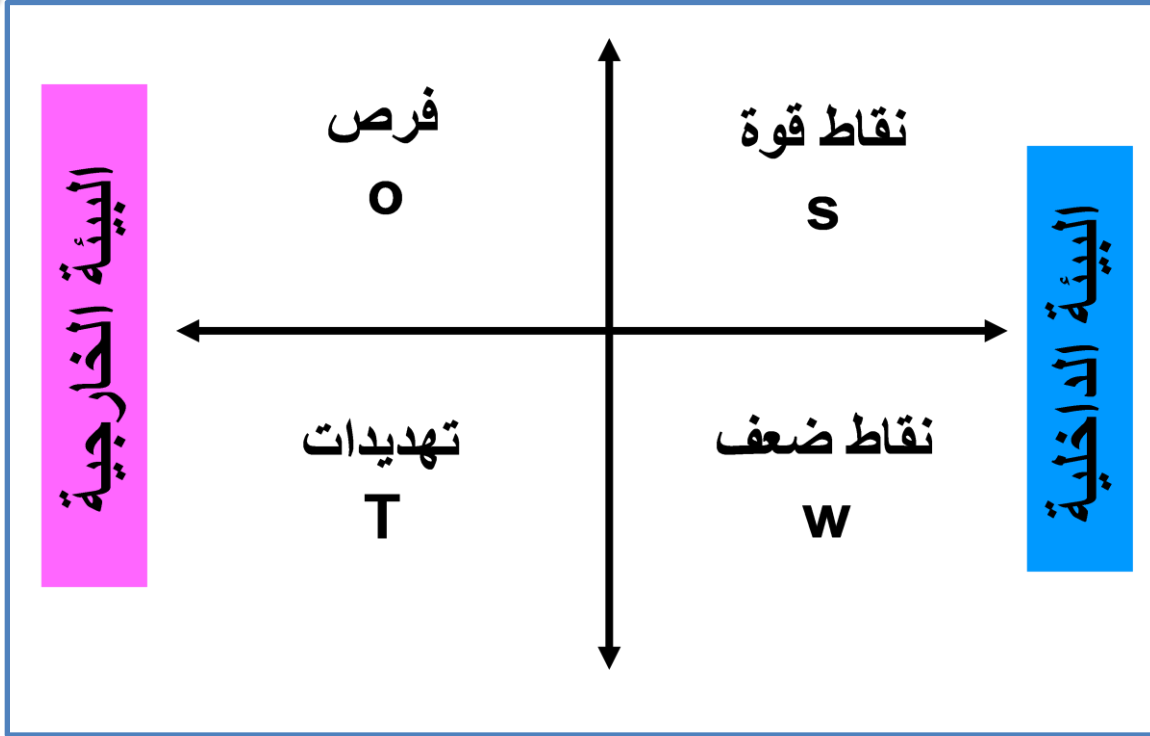 البيئة الداخلية
نقاط قوة
s
فرص
o
نقاط ضعف
w
تهديدات
T
البيئة الخارجية